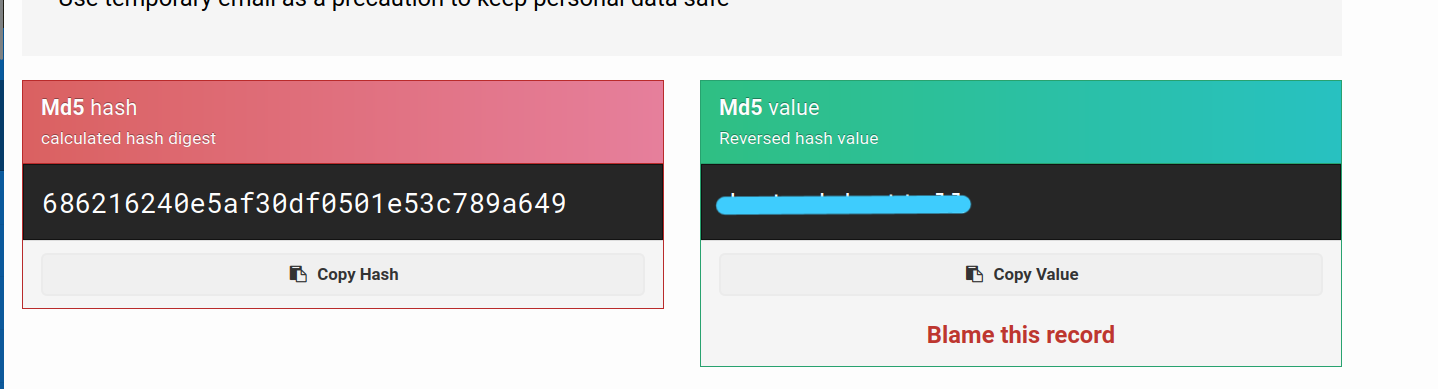 Use temporary email as a precaution to keep personal data safe
Md5 hash
calculated hash digest
686216240e5af30df0501e53c789a649
Copy Hash
Md5 value
Reversed hash value
Copy Value
Blame this record